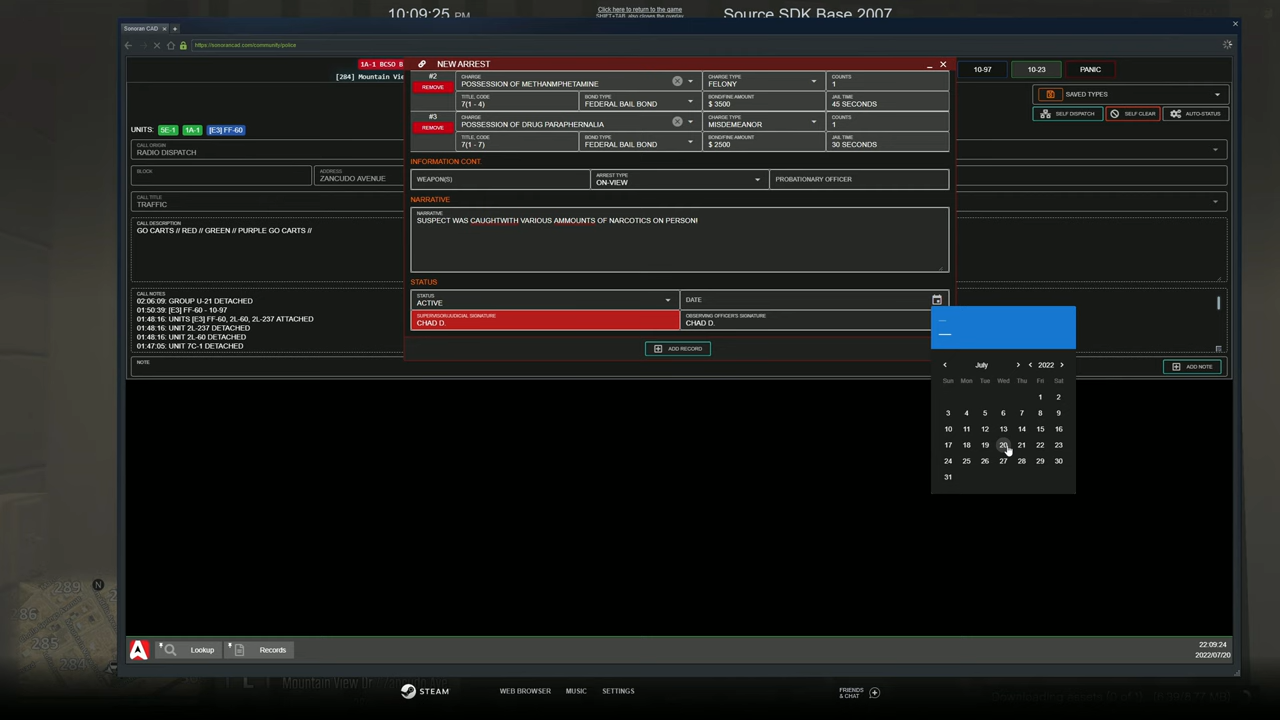 10:09:25 PM
Click here to return to the game
SHIFT+TAB also closes the overlay
Source SDK Base 2007
Sonoran CAD
https://sonorancad.com/community/police
1A-1 BCSO B
[284] Mountain Vie
NEW ARREST
10-97
10-23
PANIC
SAVED TYPES
SELF DISPATCH
SELF CLEAR
AUTO-STATUS
#2
REMOVE
CHARGE
POSSESSION OF METHANMPHETAMINE
CHARGE TYPE
FELONY
COUNTS
1
TITLE, CODE
7(1 - 4)
BOND TYPE
FEDERAL BAIL BOND
BOND/FINE AMOUNT
$ 3500
JAIL TIME
45 SECONDS
#3
REMOVE
CHARGE
POSSESSION OF DRUG PARAPHERNALIA
CHARGE TYPE
MISDEMEANOR
COUNTS
1
TITLE, CODE
7(1 - 7)
BOND TYPE
FEDERAL BAIL BOND
BOND/FINE AMOUNT
$ 2500
JAIL TIME
30 SECONDS
UNITS: 5E-1 1A-1 [E3] FF-60
CALL ORIGIN
RADIO DISPATCH
BLOCK
ADDRESS
ZANCUDO AVENUE
CALL TITLE
TRAFFIC
CALL DESCRIPTION
GO CARTS // RED // GREEN // PURPLE GO CARTS //
CALL NOTES
02:06:09: GROUP U-21 DETACHED
01:50:39: [E3] FF-60 - 10-97
01:48:16: UNITS [E3] FF-60, 2L-60, 2L-237 ATTACHED
01:48:16: UNIT 2L-237 DETACHED
01:48:16: UNIT 2L-60 DETACHED
01:47:05: UNIT 7C-1 DETACHED
NOTE
ADD NOTE
INFORMATION CONT.
WEAPON(S)
ARREST TYPE
ON-VIEW
PROBATIONARY OFFICER
NARRATIVE
NARRATIVE
SUSPECT WAS CAUGHTWITH VARIOUS AMMOUNTS OF NARCOTICS ON PERSON!
STATUS
STATUS
ACTIVE
DATE
SUPERVISOR/JUDICIAL SIGNATURE
CHAD D.
OBSERVING OFFICER'S SIGNATURE
CHAD D.
ADD RECORD
July 2022
Sun Mon Tue Wed Thu Fri Sat
1 2
3 4 5 6 7 8 9
10 11 12 13 14 15 16
17 18 19 20 21 22 23
24 25 26 27 28 29 30
31
289
N
286
285
284
Lookup
Records
22:09:24
2022/07/20
STEAM
WEB BROWSER
MUSIC
SETTINGS
FRIENDS
& CHAT